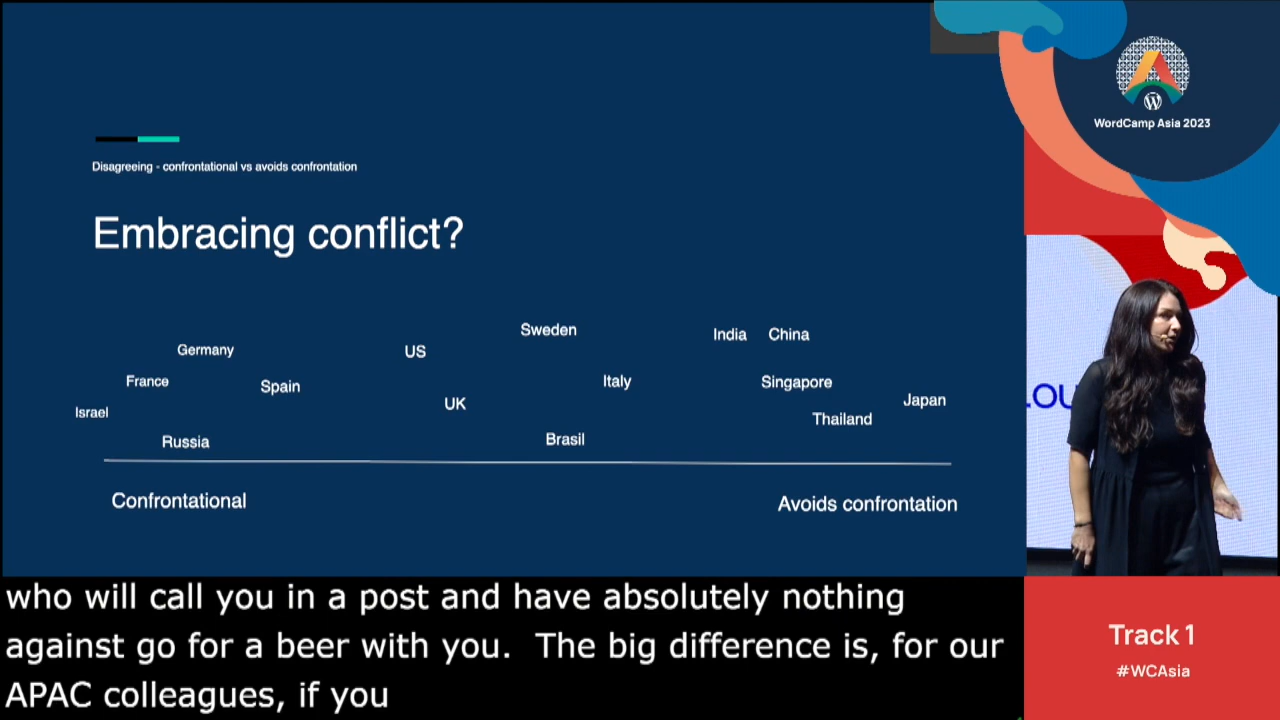 WordCamp Asia 2023
Disagreeing - confrontational vs avoids confrontation
Embracing conflict?
Sweden
India China
Germany US
France Spain Italy Singapore
Israel UK Thailand Japan
Russia Brasil
Confrontational Avoids confrontation
who will call you in a post and have absolutely nothing
against go for a beer with you. The big difference is, for our
APAC colleagues, if you
Track 1
#WCAsia